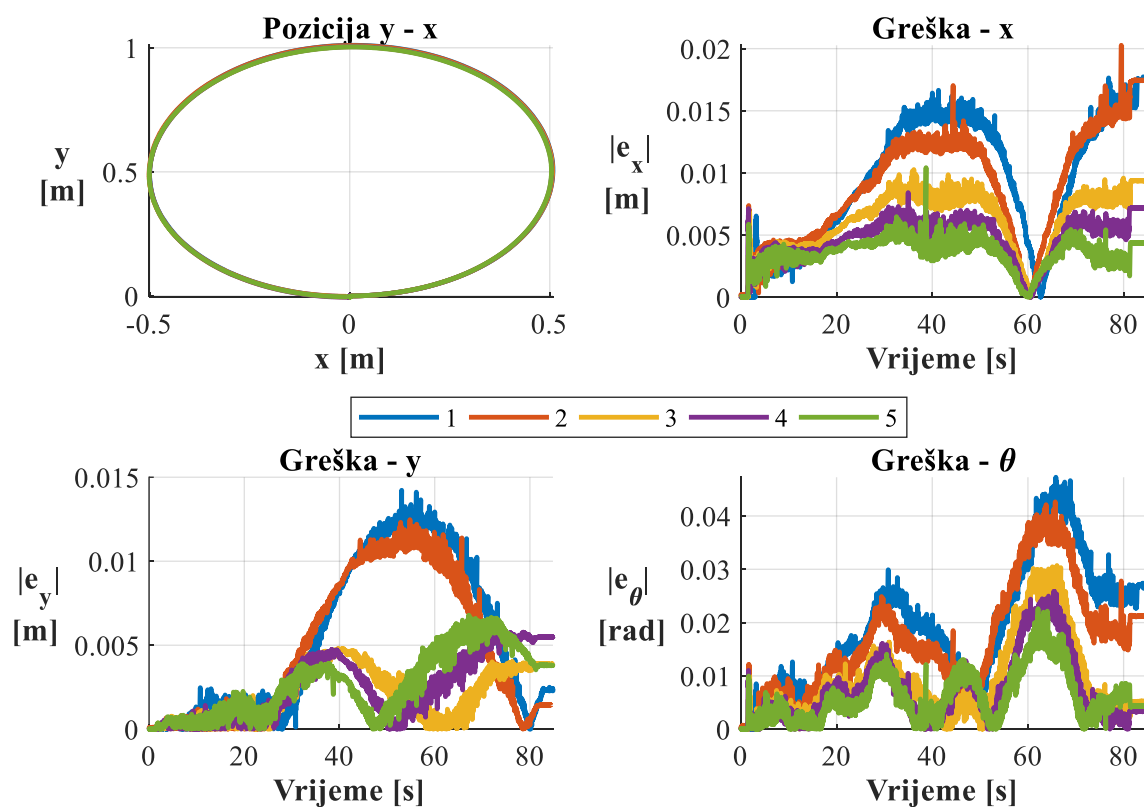 Pozicija y - x
1
0.5
0
y
[m]
-0.5 0 0.5
x [m]
Greška - x
0.02
0.015
0.01
0.005
0
|e_x|
[m]
0 20 40 60 80
Vrijeme [s]
1 2 3 4 5
Greška - y
0.015
0.01
0.005
0
|e_y|
[m]
0 20 40 60 80
Vrijeme [s]
Greška - θ
0.04
0.03
0.02
0.01
0
|e_θ|
[rad]
0 20 40 60 80
Vrijeme [s]